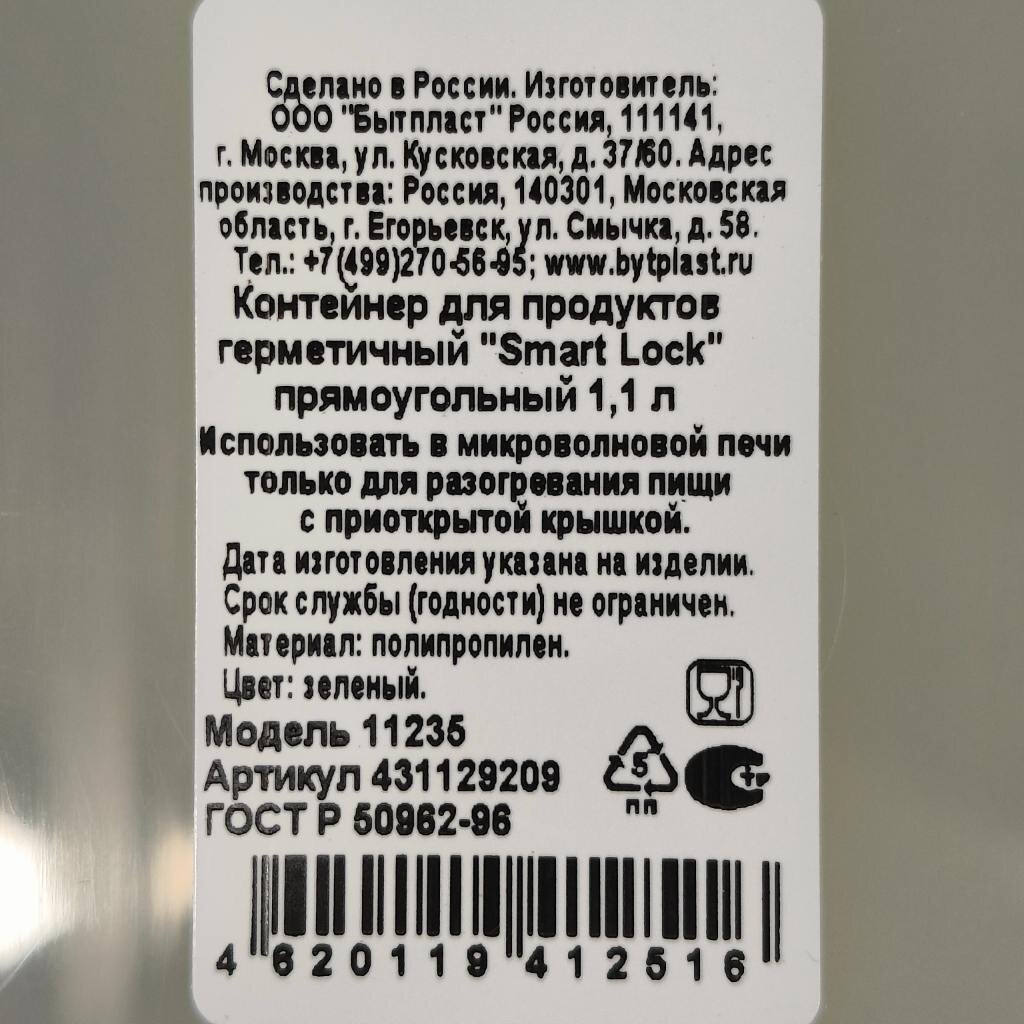 Сделано в России. Изготовитель:
ООО "Бытпласт" Россия, 111141,
г. Москва, ул. Кусковская, д. 37/60. Адрес
производства: Россия, 140301, Московская
область, г. Егорьевск, ул. Смычка, д. 58.
Тел.: +7(499)270-56-95; www.bytplast.ru
Контейнер для продуктов
герметичный "Smart Lock"
прямоугольный 1,1 л
Использовать в микроволновой печи
только для разогревания пищи
с приоткрытой крышкой.
Дата изготовления указана на изделии.
Срок службы (годности) не ограничен.
Материал: полипропилен.
Цвет: зеленый.
Модель 11235
Артикул 431129209
ГОСТ Р 50962-96
5
ПП
4 620119 412516